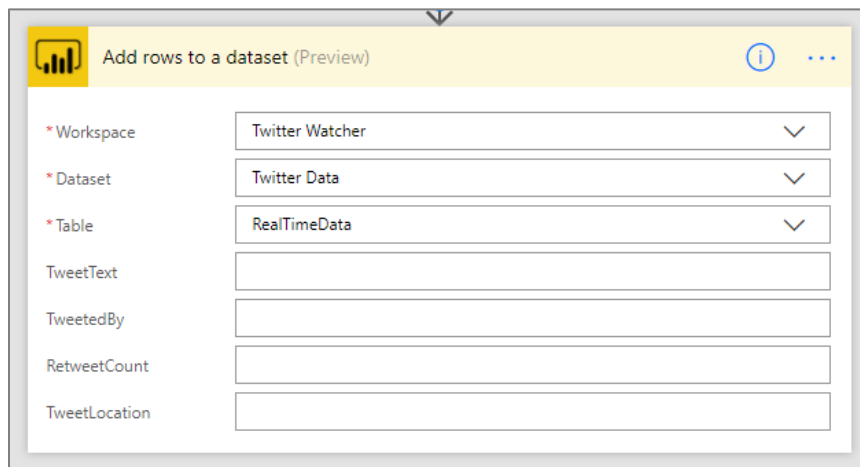 Add rows to a dataset (Preview)
* Workspace Twitter Watcher
* Dataset Twitter Data
* Table RealTimeData
TweetText
TweetedBy
RetweetCount
TweetLocation